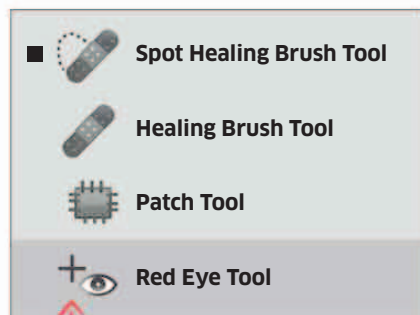 Spot Healing Brush Tool
Healing Brush Tool
Patch Tool
Red Eye Tool